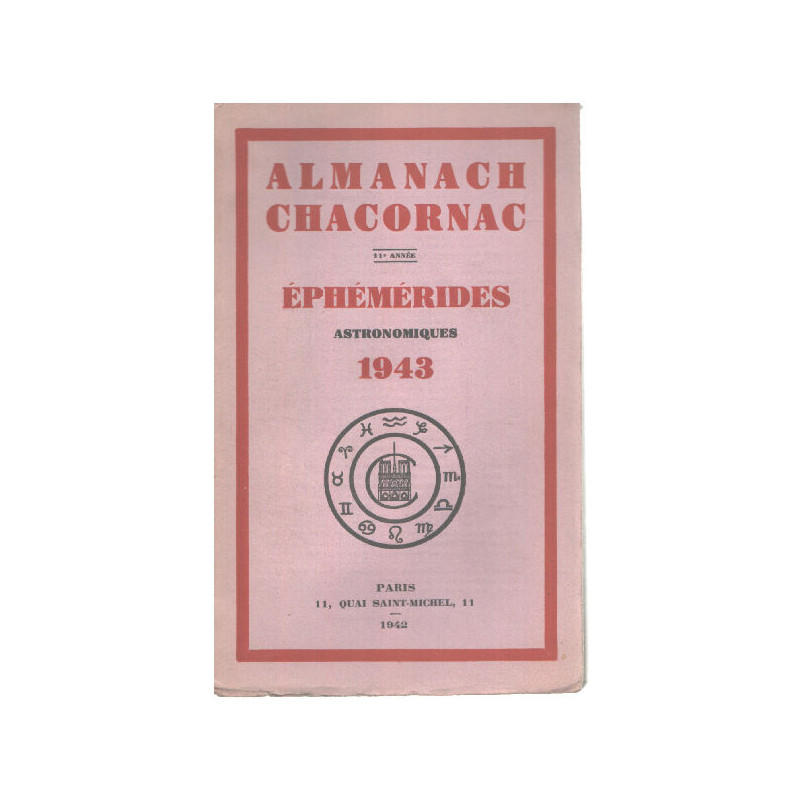 ALMANACH
CHACORNAC
11e ANNÉE
ÉPHÉMÉRIDES
ASTRONOMIQUES
1943
C
PARIS
11, QUAI SAINT-MICHEL, 11
1942